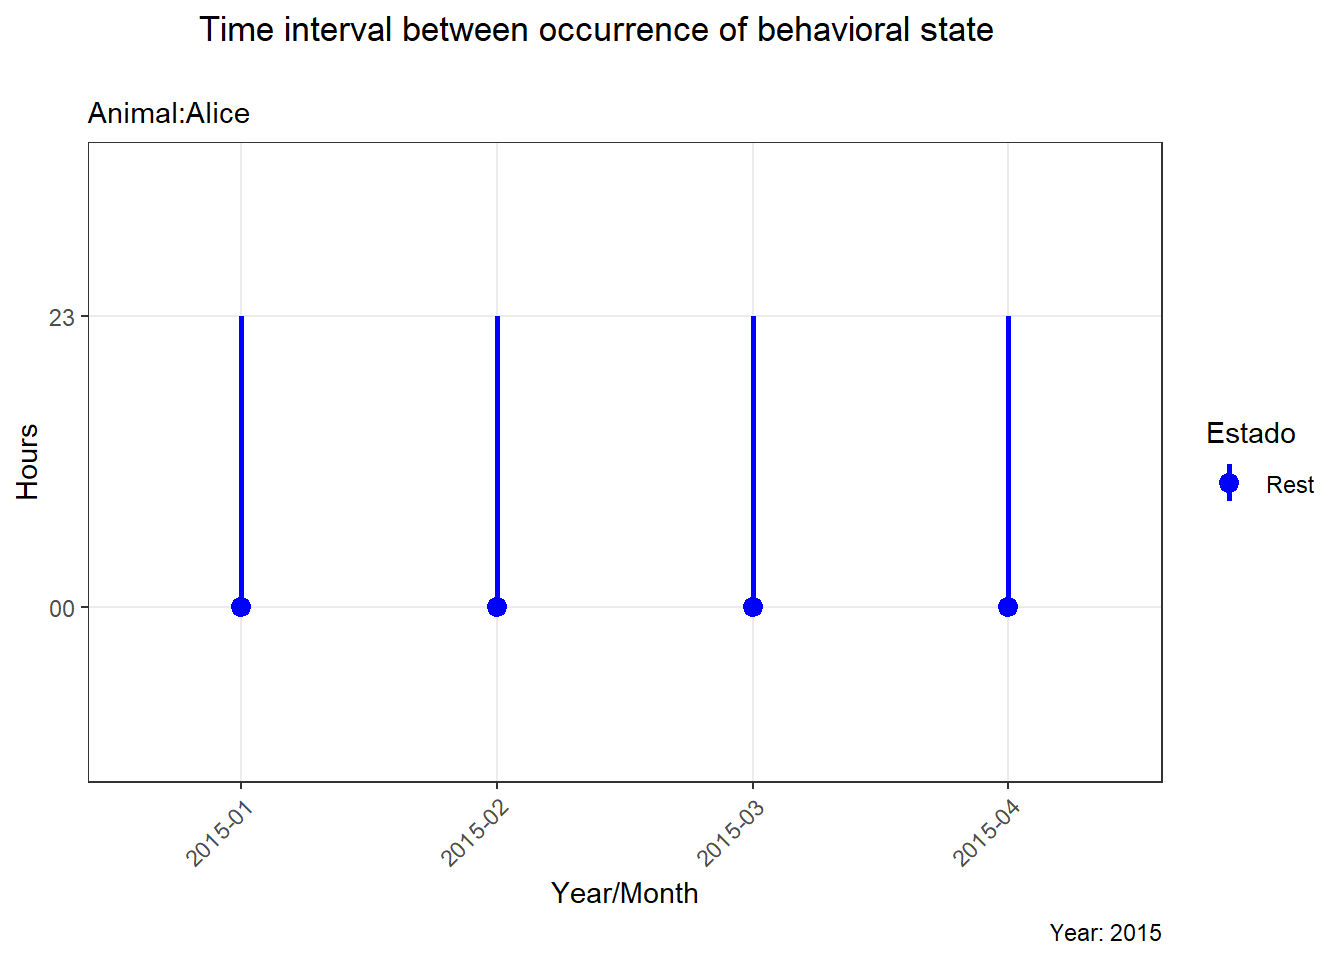 Time interval between occurrence of behavioral state
Animal:Alice
23
00
Hours
2015-01
2015-02
2015-03
2015-04
Year/Month
Year: 2015
Estado
Rest